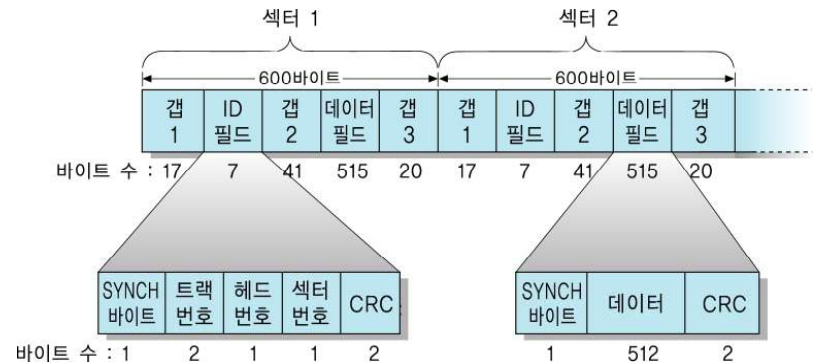 섹터 1 섹터 2
600바이트 600바이트
갭 1 ID 필드 갭 2 데이터 필드 갭 3 갭 1 ID 필드 갭 2 데이터 필드 갭 3
바이트 수 : 17 7 41 515 20 17 7 41 515 20
SYNCH 바이트 트랙 번호 헤드 번호 섹터 번호 CRC SYNCH 바이트 데이터 CRC
바이트 수 : 1 2 1 1 2 1 512 2